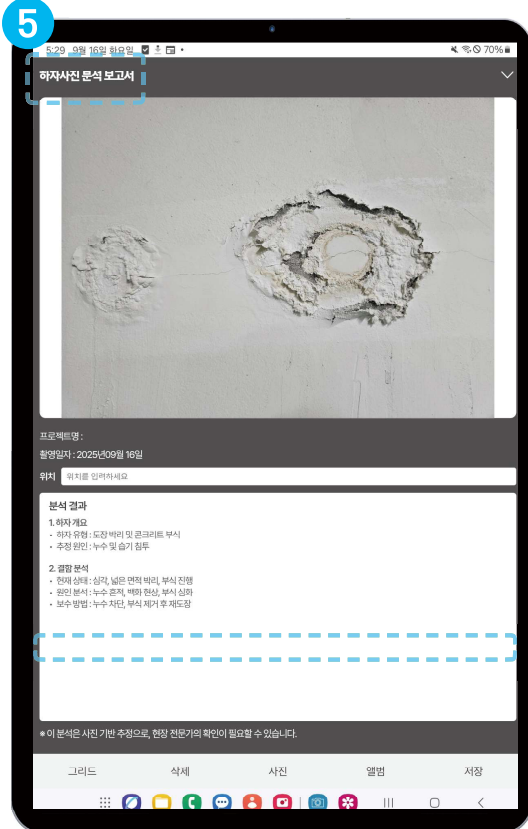 5
5:29 9월 16일 화요일 70%
하자사진 분석 보고서
프로젝트명 :
촬영일자 : 2025년09월 16일
위치 위치를 입력하세요
분석 결과
1. 하자 개요
• 하자 유형 : 도장 박리 및 콘크리트 부식
• 추정 원인 : 누수 및 습기 침투
2. 결함 분석
• 현재 상태 : 심각, 넓은 면적 박리, 부식 진행
• 원인 분석 : 누수 흔적, 백화 현상, 부식 심화
• 보수 방법 : 누수 차단, 부식 제거 후 재도장
※ 이 분석은 사진 기반 추정으로, 현장 전문가의 확인이 필요할 수 있습니다.
그리드 삭제 사진 앨범 저장